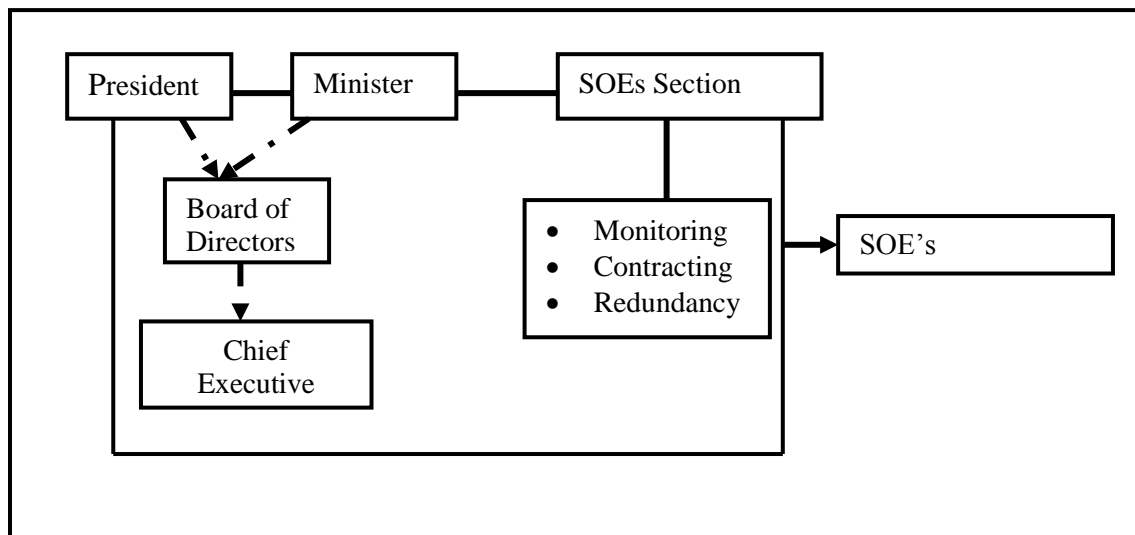 President
Minister
SOEs Section
Board of
Directors
• Monitoring
• Contracting
• Redundancy
SOE’s
Chief
Executive